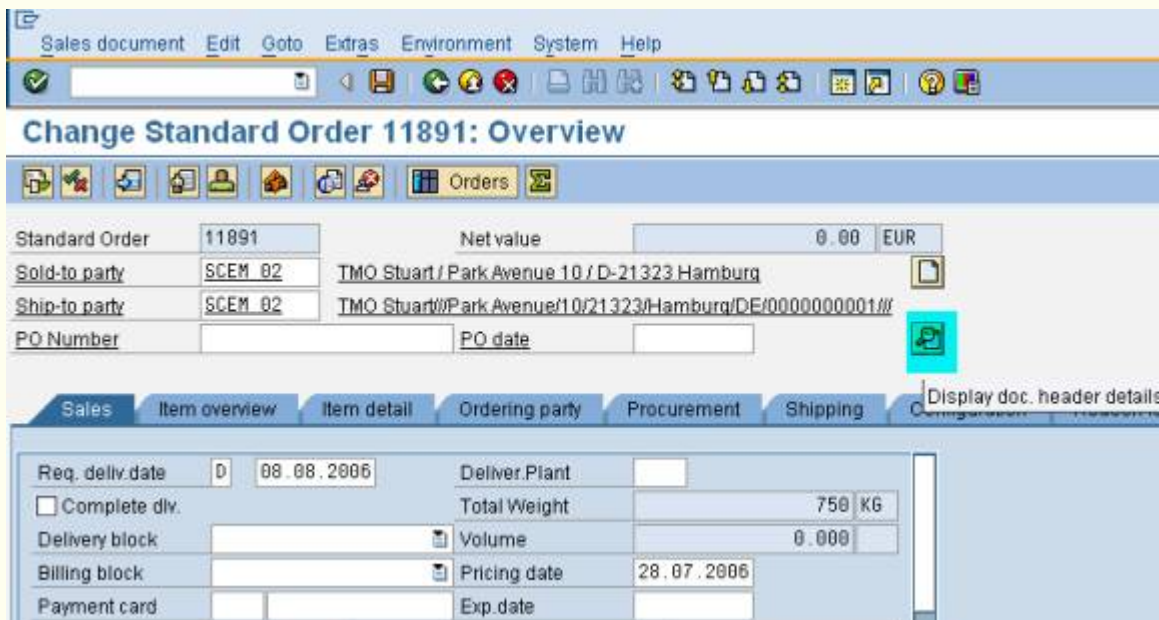 Sales document Edit Goto Extras Environment System Help
Change Standard Order 11891: Overview
Orders
Standard Order 11891 Net value 0.00 EUR
Sold-to party SCEM_02 TMO Stuart / Park Avenue 10 / D-21323 Hamburg
Ship-to party SCEM_02 TMO Stuart///Park Avenue/10/21323/Hamburg/DE/0000000001///
PO Number PO date
Display doc. header details
Sales Item overview Item detail Ordering party Procurement Shipping
Req. deliv.date D 08.08.2006 Deliver.Plant
Complete dlv. Total Weight 750 KG
Delivery block Volume 0.000
Billing block Pricing date 28.07.2006
Payment card Exp.date